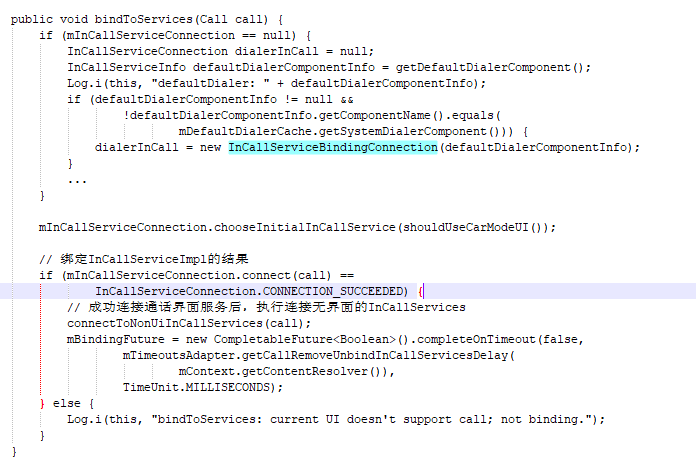 public void bindToServices(Call call) {
    if (mInCallServiceConnection == null) {
        InCallServiceConnection dialerInCall = null;
        InCallServiceInfo defaultDialerComponentInfo = getDefaultDialerComponent();
        Log.i(this, "defaultDialer: " + defaultDialerComponentInfo);
        if (defaultDialerComponentInfo != null &&
                !defaultDialerComponentInfo.getComponentName().equals(
                        mDefaultDialerCache.getSystemDialerComponent())) {
            dialerInCall = new InCallServiceBindingConnection(defaultDialerComponentInfo);
        }
        ...
    }

    mInCallServiceConnection.chooseInitialInCallService(shouldUseCarModeUI());

    // 绑定InCallServiceImpl的结果
    if (mInCallServiceConnection.connect(call) ==
            InCallServiceConnection.CONNECTION_SUCCEEDED) {
        // 成功连接通话界面服务后，执行连接无界面的InCallServices
        connectToNonUiInCallServices(call);
        mBindingFuture = new CompletableFuture<Boolean>().completeOnTimeout(false,
                mTimeoutsAdapter.getCallRemoveUnbindInCallServicesDelay(
                        mContext.getContentResolver()),
                TimeUnit.MILLISECONDS);
    } else {
        Log.i(this, "bindToServices: current UI doesn't support call; not binding.");
    }
}